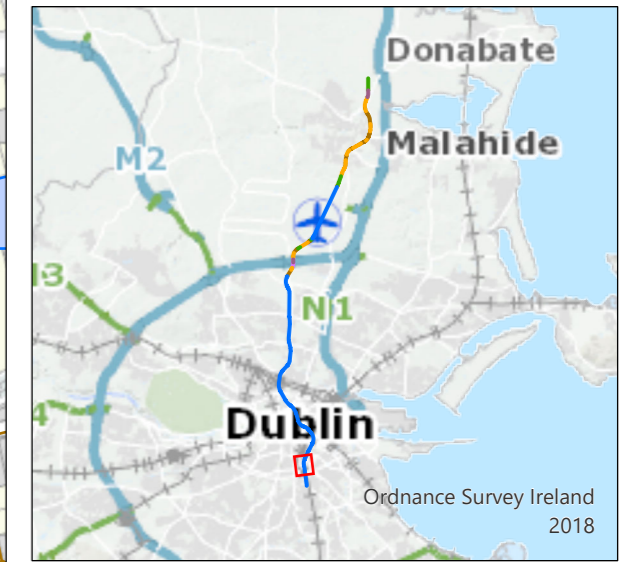 Donabate
M2
Malahide
N1
Dublin
Ordnance Survey Ireland
2018